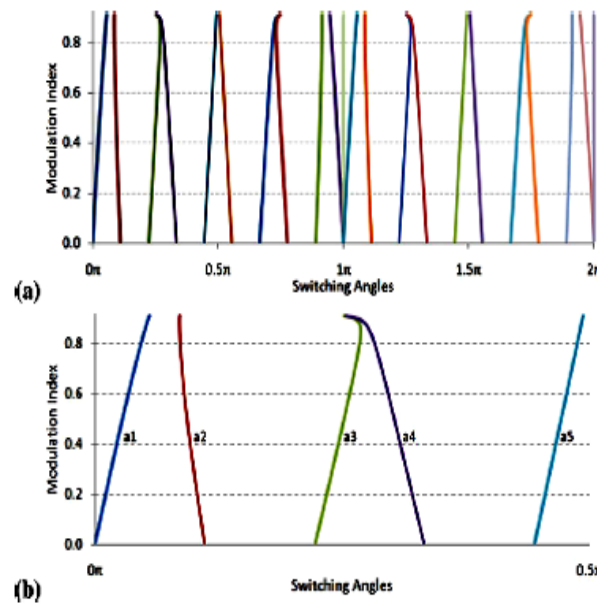 0.8
0.6
0.4
0.2
0.0
Modulation Index
0π
0.5π
1π
1.5π
2π
Switching Angles
(a)
0.8
0.6
0.4
0.2
0.0
Modulation Index
a1
a2
a3
a4
a5
0π
0.5π
Switching Angles
(b)